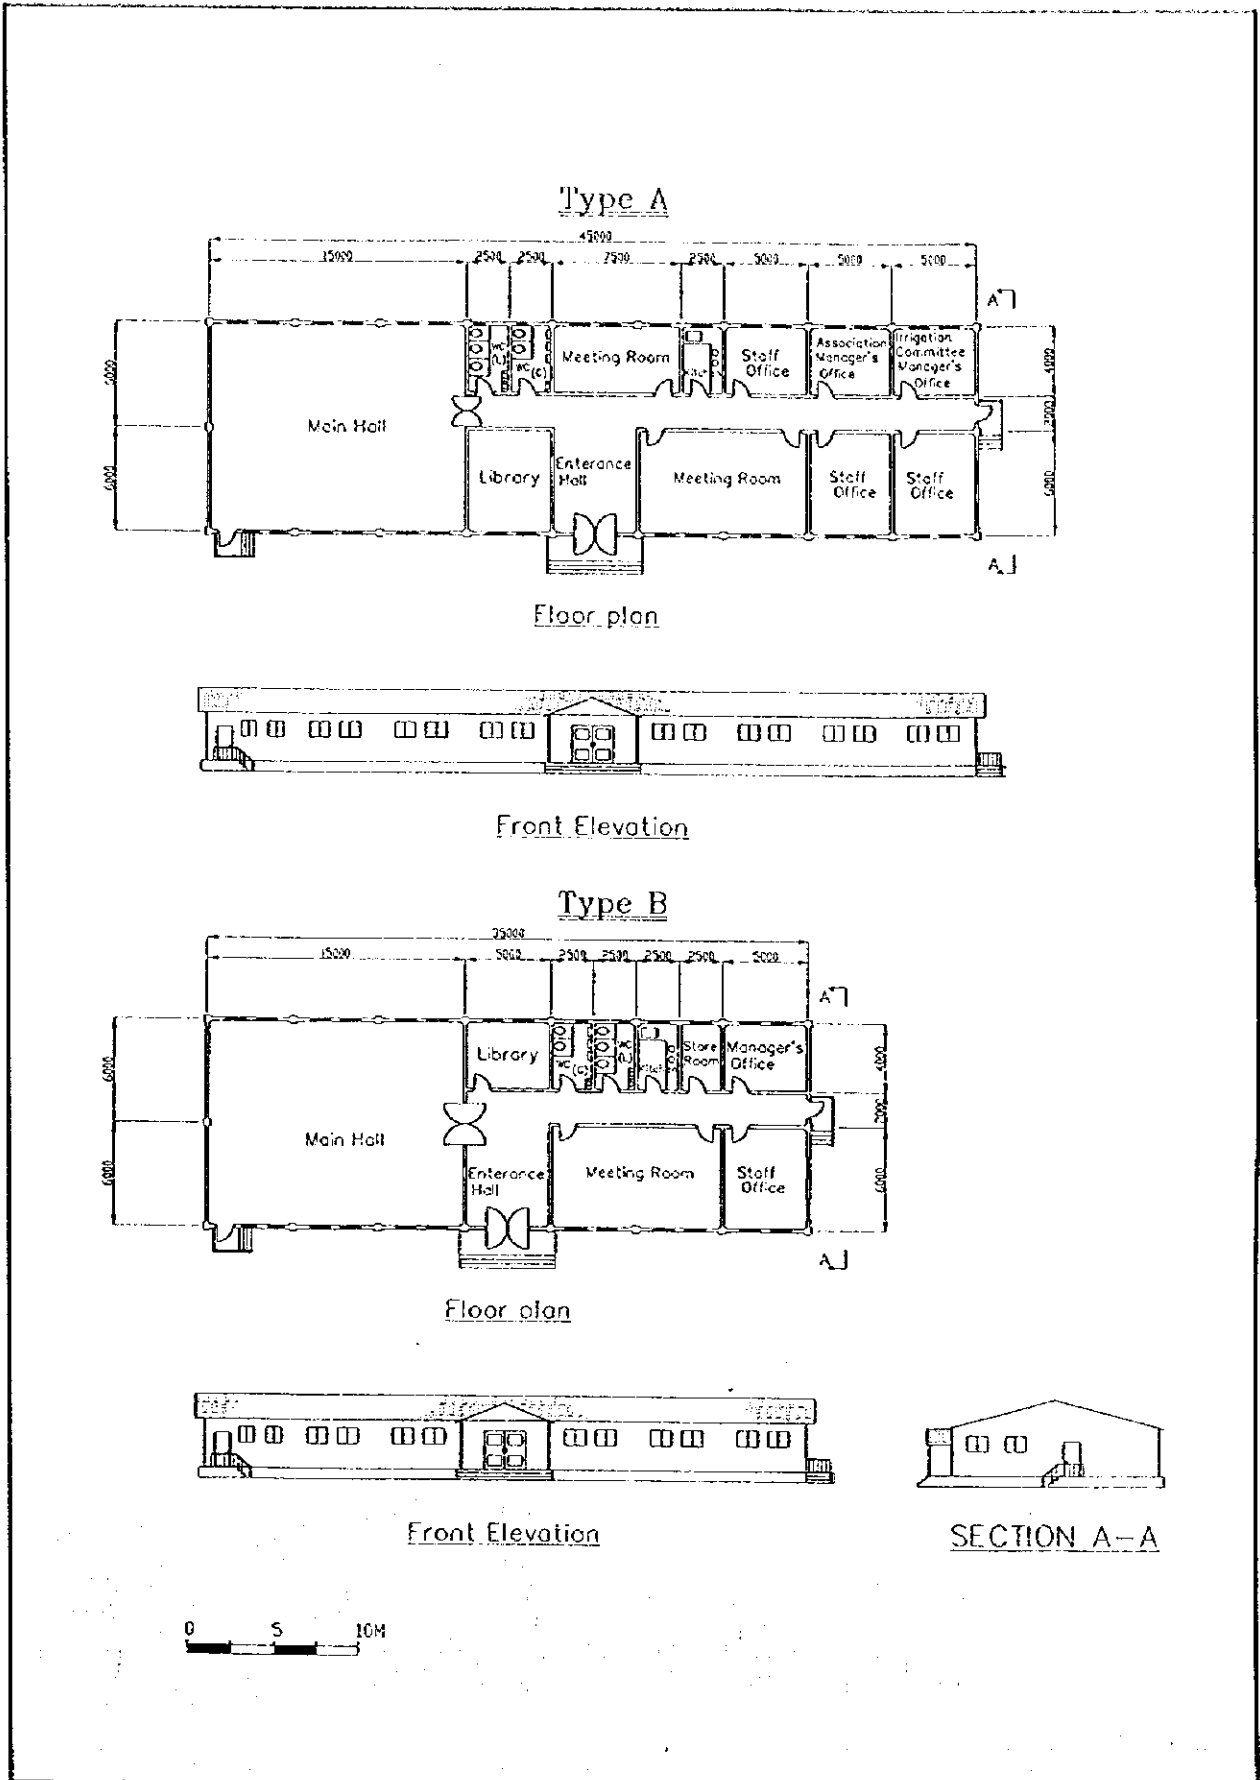 Type A
45000
15000 2500 2500 7500 2500 5000 5000 5000
A
Meeting Room
Staff
Office
Association
Manager's
Office
Irrigation
Committee
Manager's
Office
WC
(L)
WC
(G)
Kitchen
4000
6000
Main Hall
Library
Enterance
Hall
Meeting Room
Staff
Office
Staff
Office
6000
6000
A
Floor plan
Front Elevation
Type B
35000
15000 5000 2500 2500 2500 2500 5000
A
Library
WC
(G)
WC
(L)
Kitchen
Store
Room
Manager's
Office
6000
4000
2000
Main Hall
Enterance
Hall
Meeting Room
Staff
Office
6000
6000
A
Floor plan
Front Elevation
SECTION A-A
0 5 10M